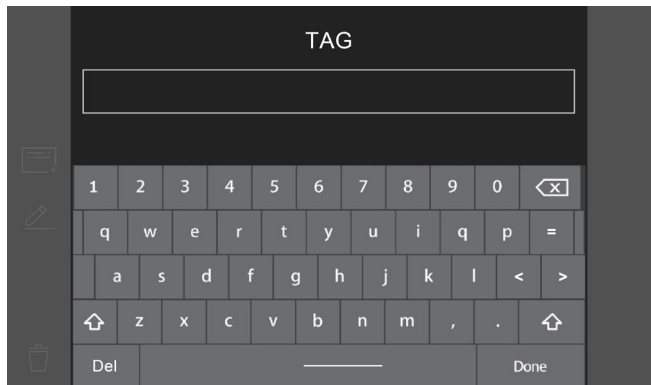 TAG
1 2 3 4 5 6 7 8 9 0
q w e r t y u i q p =
a s d f g h j k l < >
z x c v b n m , .
Del Done